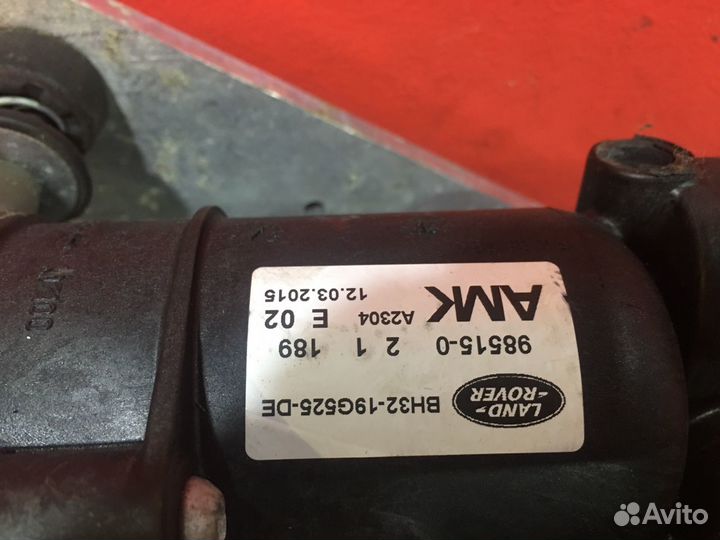 LAND-
-ROVER
BH32-19G525-DE
98515-0 2 1 189
AMK A2304 E 02
12.03.2015
Avito